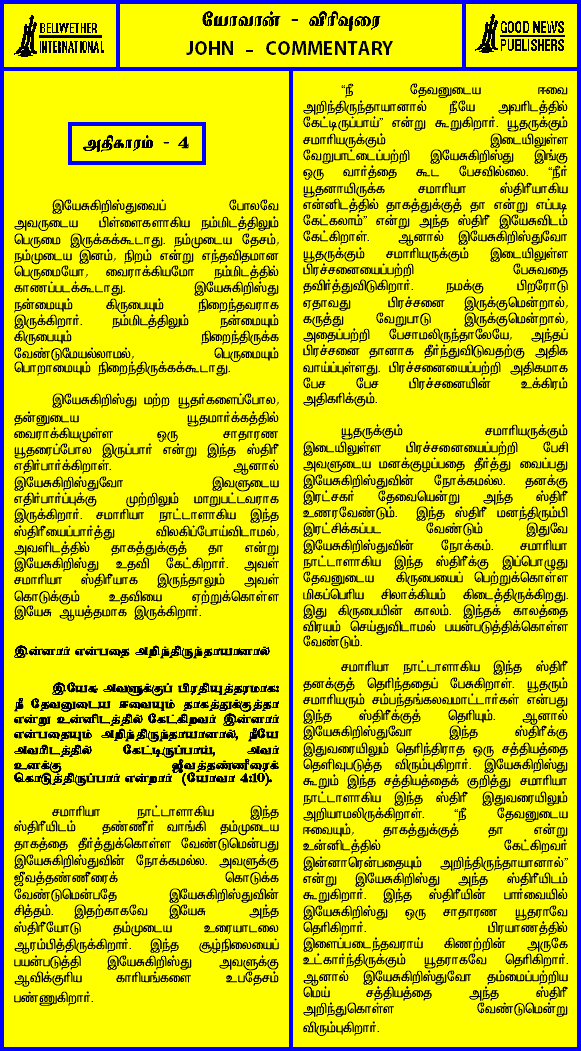 BELWETHER
INTERNATIONAL
யோவான் - விரிவுரை
JOHN - COMMENTARY
GOOD NEWS
PUBLISHERS
அதிகாரம் - 4
இயேசுகிறிஸ்துவைப் போலவே
அவருடைய பிள்ளைகளாகிய நம்மிடத்திலும்
பெருமை இருக்கக்கூடாது. நம்முடைய தேசம்,
நம்முடைய இனம், நிறம் என்று எந்தவிதமான
பெருமையோ, வைராக்கியமோ நம்மிடத்தில்
காணப்படக்கூடாது. இயேசுகிறிஸ்து
நன்மையும் கிருபையும் நிறைந்தவராக
இருக்கிறார். நம்மிடத்திலும் நன்மையும்
கிருபையும் நிறைந்திருக்க
வேண்டுமேயல்லாமல், பெருமையும்
பொறாமையும் நிறைந்திருக்கக்கூடாது.
இயேசுகிறிஸ்து மற்ற யூதர்களைப்போல,
தன்னுடைய யூதமார்க்கத்தில்
வைராக்கியமுள்ள ஒரு சாதாரண
யூதரைப்போல இருப்பார் என்று இந்த ஸ்திரீ
எதிர்பார்க்கிறாள். ஆனால்
இயேசுகிறிஸ்துவோ இவளுடைய
எதிர்பார்ப்புக்கு முற்றிலும் மாறுபட்டவராக
இருக்கிறார். சமாரியா நாட்டாளாகிய இந்த
ஸ்திரீயைப்பார்த்து விலகிப்போய்விடாமல்,
அவளிடத்தில் தாகத்துக்குத் தா என்று
இயேசுகிறிஸ்து உதவி கேட்கிறார். அவள்
சமாரியா ஸ்திரீயாக இருந்தாலும் அவள்
கொடுக்கும் உதவியை ஏற்றுக்கொள்ள
இயேசு ஆயத்தமாக இருக்கிறார்.
இன்னார் என்பதை அறிந்திருந்தாயானால்
இயேசு அவளுக்குப் பிரதியுத்தரமாக:
நீ தேவனுடைய ஈவையும் தாகத்துக்குத்தா
என்று உன்னிடத்தில் கேட்கிறவர் இன்னார்
என்பதையும் அறிந்திருந்தாயானால், நீயே
அவரிடத்தில் கேட்டிருப்பாய், அவர்
உனக்கு ஜீவத்தண்ணீரைக்
கொடுத்திருப்பார் என்றார் (யோவா 4:10).
சமாரியா நாட்டாளாகிய இந்த
ஸ்திரீயிடம் தண்ணீர் வாங்கி தம்முடைய
தாகத்தை தீர்த்துக்கொள்ள வேண்டுமென்பது
இயேசுகிறிஸ்துவின் நோக்கமல்ல. அவளுக்கு
ஜீவத்தண்ணீரைக் கொடுக்க
வேண்டுமென்பதே இயேசுகிறிஸ்துவின்
சித்தம். இதற்காகவே இயேசு அந்த
ஸ்திரீயோடு தம்முடைய உரையாடலை
ஆரம்பித்திருக்கிறார். இந்த சூழ்நிலையைப்
பயன்படுத்தி இயேசுகிறிஸ்து அவளுக்கு
ஆவிக்குரிய காரியங்களை உபதேசம்
பண்ணுகிறார்.
“நீ தேவனுடைய ஈவை
அறிந்திருந்தாயானால் நீயே அவரிடத்தில்
கேட்டிருப்பாய்” என்று கூறுகிறார். யூதருக்கும்
சமாரியருக்கும் இடையிலுள்ள
வேறுபாட்டைப்பற்றி இயேசுகிறிஸ்து இங்கு
ஒரு வார்த்தை கூட பேசவில்லை. “நீர்
யூதனாயிருக்க சமாரியா ஸ்திரீயாகிய
என்னிடத்தில் தாகத்துக்குத் தா என்று எப்படி
கேட்கலாம்” என்று அந்த ஸ்திரீ இயேசுவிடம்
கேட்கிறாள். ஆனால் இயேசுகிறிஸ்துவோ
யூதருக்கும் சமாரியருக்கும் இடையிலுள்ள
பிரச்சனையைப்பற்றி பேசுவதை
தவிர்த்துவிடுகிறார். நமக்கு பிறரோடு
ஏதாவது பிரச்சனை இருக்குமென்றால்,
கருத்து வேறுபாடு இருக்குமென்றால்,
அதைப்பற்றி பேசாமலிருந்தாலேயே, அந்தப்
பிரச்சனை தானாக தீர்ந்துவிடுவதற்கு அதிக
வாய்ப்புள்ளது. பிரச்சனையைப்பற்றி அதிகமாக
பேச பேச பிரச்சனையின் உக்கிரம்
அதிகரிக்கும்.
யூதருக்கும் சமாரியருக்கும்
இடையிலுள்ள பிரச்சனையைப்பற்றி பேசி
அவளுடைய மனக்குழப்பதை தீர்த்து வைப்பது
இயேசுகிறிஸ்துவின் நோக்கமல்ல. தனக்கு
இரட்சகர் தேவையென்று அந்த ஸ்திரீ
உணரவேண்டும். இந்த ஸ்திரீ மனந்திரும்பி
இரட்சிக்கப்பட வேண்டும் இதுவே
இயேசுகிறிஸ்துவின் நோக்கம். சமாரியா
நாட்டாளாகிய இந்த ஸ்திரீக்கு இப்பொழுது
தேவனுடைய கிருபையைப் பெற்றுக்கொள்ள
மிகப்பெரிய சிலாக்கியம் கிடைத்திருக்கிறது.
இது கிருபையின் காலம். இந்தக் காலத்தை
விரயம் செய்துவிடாமல் பயன்படுத்திக்கொள்ள
வேண்டும்.
சமாரியா நாட்டாளாகிய இந்த ஸ்திரீ
தனக்குத் தெரிந்ததைப் பேசுகிறாள். யூதரும்
சமாரியரும் சம்பந்தங்கலவமாட்டார்கள் என்பது
இந்த ஸ்திரீக்குத் தெரியும். ஆனால்
இயேசுகிறிஸ்துவோ இந்த ஸ்திரீக்கு
இதுவரையிலும் தெரிந்திராத ஒரு சத்தியத்தை
தெளிவுபடுத்த விரும்புகிறார். இயேசுகிறிஸ்து
கூறும் இந்த சத்தியத்தைக் குறித்து சமாரியா
நாட்டாளாகிய இந்த ஸ்திரீ இதுவரையிலும்
அறியாமலிருக்கிறாள். “நீ தேவனுடைய
ஈவையும், தாகத்துக்குத் தா என்று
உன்னிடத்தில் கேட்கிறவர்
இன்னாரென்பதையும் அறிந்திருந்தாயானால்”
என்று இயேசுகிறிஸ்து அந்த ஸ்திரீயிடம்
கூறுகிறார். இந்த ஸ்திரீயின் பார்வையில்
இயேசுகிறிஸ்து ஒரு சாதாரண யூதராவே
தெரிகிறார். பிரயாணத்தில்
இளைப்படைந்தவராய் கிணற்றின் அருகே
உட்கார்ந்திருக்கும் யூதராகவே தெரிகிறார்.
ஆனால் இயேசுகிறிஸ்துவோ தம்மைப்பற்றிய
மெய் சத்தியத்தை அந்த ஸ்திரீ
அறிந்துகொள்ள வேண்டுமென்று
விரும்புகிறார்.